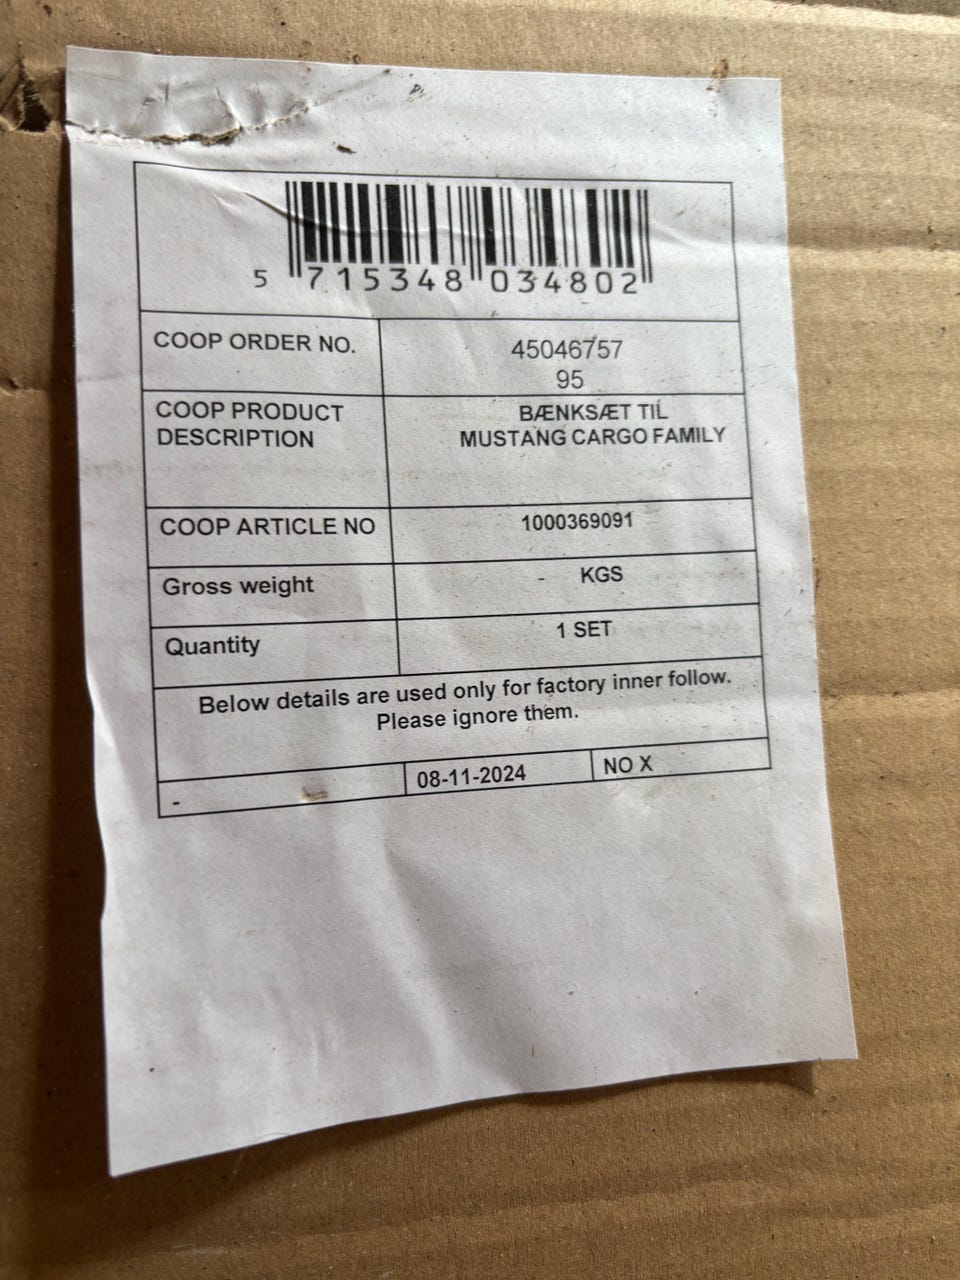 5 715348 034802
COOP ORDER NO.
45046757
95
COOP PRODUCT
DESCRIPTION
BÆNKSÆT TIL
MUSTANG CARGO FAMILY
COOP ARTICLE NO
1000369091
Gross weight
- KGS
Quantity
1 SET
Below details are used only for factory inner follow.
Please ignore them.
-
08-11-2024
NO X